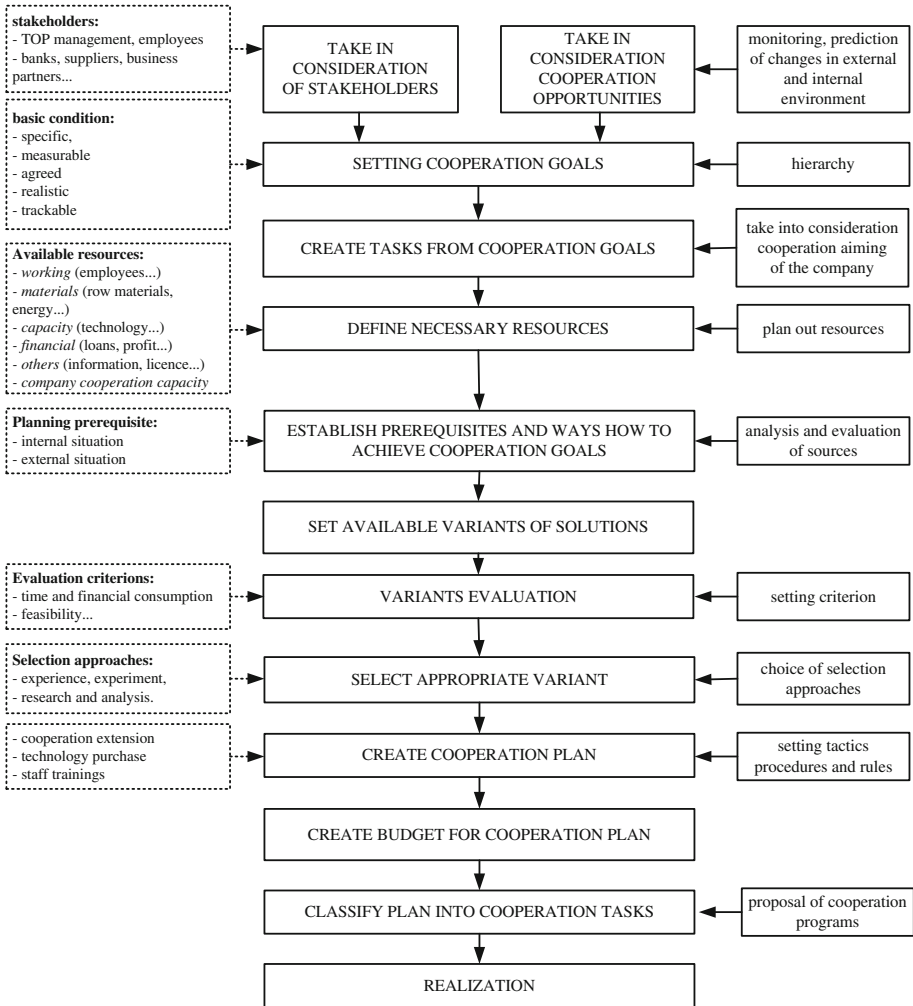 stakeholders:
- TOP management, employees
- banks, suppliers, business
partners...
TAKE IN
CONSIDERATION
OF STAKEHOLDERS
TAKE IN
CONSIDERATION
COOPERATION
OPPORTUNITIES
monitoring, prediction
of changes in external
and internal
environment
basic condition:
- specific,
- measurable
- agreed
- realistic
- trackable
SETTING COOPERATION GOALS
hierarchy
CREATE TASKS FROM COOPERATION GOALS
take into consideration
cooperation aiming
of the company
Available resources:
- working (employees...)
- materials (row materials,
energy...)
- capacity (technology...)
- financial (loans, profit...)
- others (information, licence...)
- company cooperation capacity
DEFINE NECESSARY RESOURCES
plan out resources
Planning prerequisite:
- internal situation
- external situation
ESTABLISH PREREQUISITES AND WAYS HOW TO
ACHIEVE COOPERATION GOALS
analysis and evaluation
of sources
SET AVAILABLE VARIANTS OF SOLUTIONS
Evaluation criterions:
- time and financial consumption
- feasibility...
VARIANTS EVALUATION
setting criterion
Selection approaches:
- experience, experiment,
- research and analysis.
SELECT APPROPRIATE VARIANT
choice of selection
approaches
- cooperation extension
- technology purchase
- staff trainings
CREATE COOPERATION PLAN
setting tactics
procedures and rules
CREATE BUDGET FOR COOPERATION PLAN
CLASSIFY PLAN INTO COOPERATION TASKS
proposal of cooperation
programs
REALIZATION